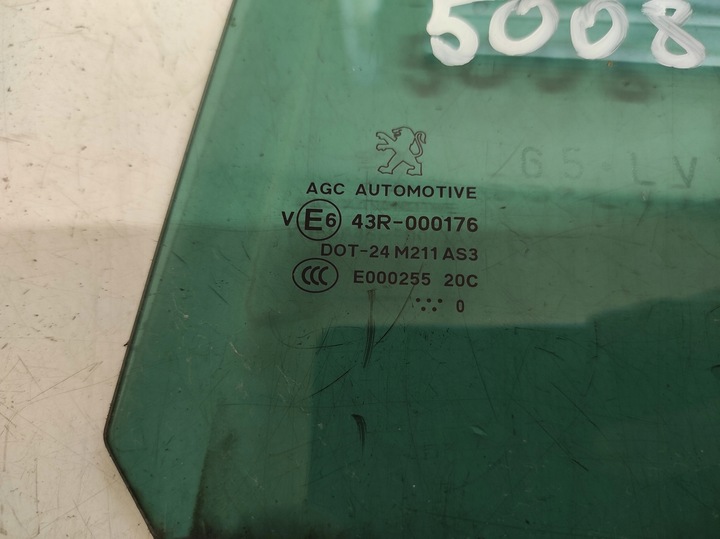 5008
AGC AUTOMOTIVE
V E6 43R-000176
DOT-24 M211 AS3
CCC E000255 20C
0